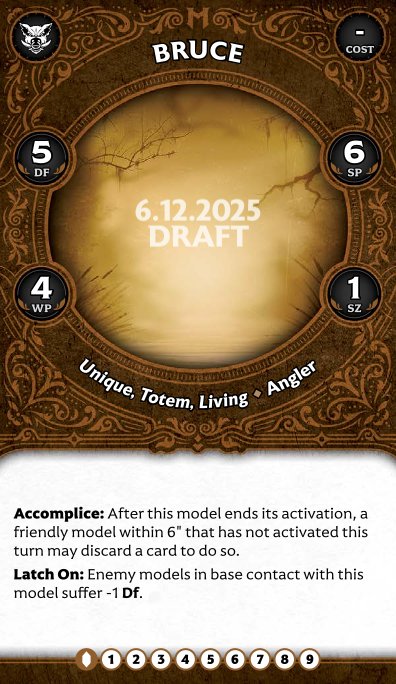 BRUCE
-
COST
5
DF
6
SP
6.12.2025
DRAFT
4
WP
1
SZ
Unique, Totem, Living ◆ Angler
Accomplice: After this model ends its activation, a
friendly model within 6" that has not activated this
turn may discard a card to do so.
Latch On: Enemy models in base contact with this
model suffer -1 Df.
1 2 3 4 5 6 7 8 9